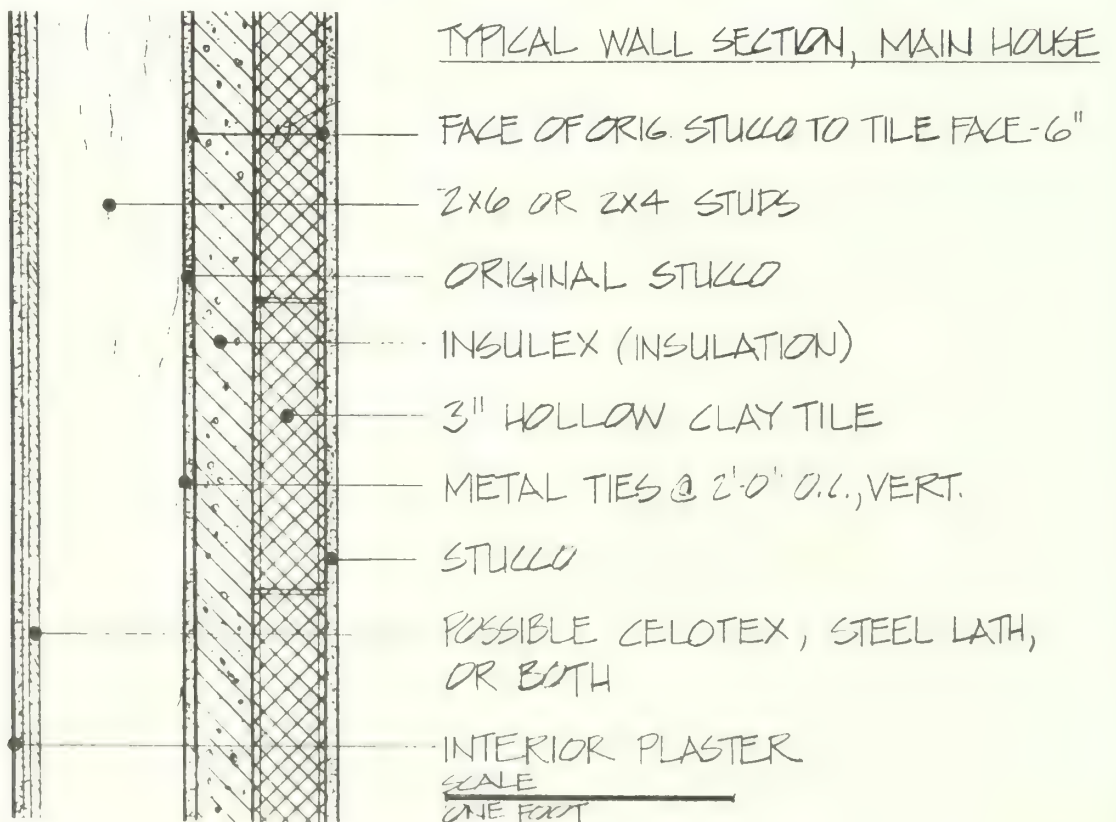 TYPICAL WALL SECTION, MAIN HOUSE
FACE OF ORIG. STUCCO TO TILE FACE-6"
2X6 OR 2X4 STUDS
ORIGINAL STUCCO
INSULEX (INSULATION)
3" HOLLOW CLAY TILE
METAL TIES @ 2'-0" O.C., VERT.
STUCCO
POSSIBLE CELOTEX, STEEL LATH,
OR BOTH
INTERIOR PLASTER
SCALE
ONE FOOT